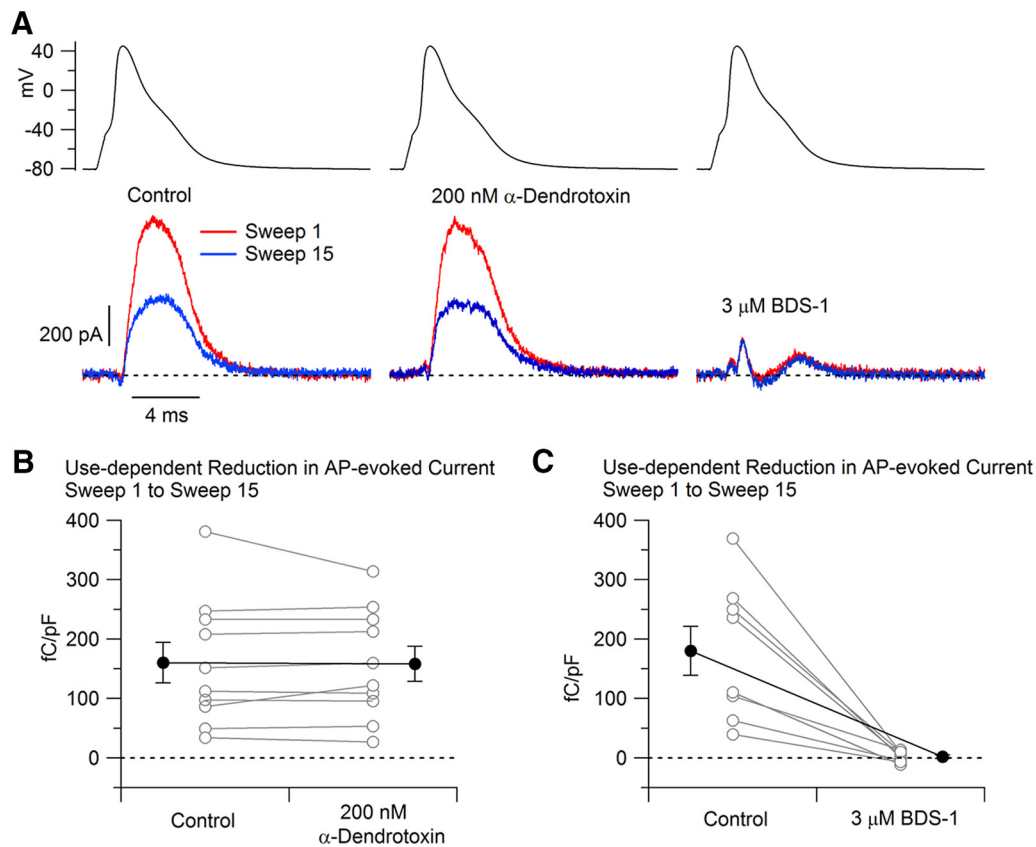 A
40
0
-40
-80
mV
Control
200 nM α-Dendrotoxin
Sweep 1
Sweep 15
3 μM BDS-1
200 pA
4 ms
B
Use-dependent Reduction in AP-evoked Current
Sweep 1 to Sweep 15
400
300
200
100
0
fC/pF
Control
200 nM
α-Dendrotoxin
C
Use-dependent Reduction in AP-evoked Current
Sweep 1 to Sweep 15
400
300
200
100
0
fC/pF
Control
3 μM BDS-1